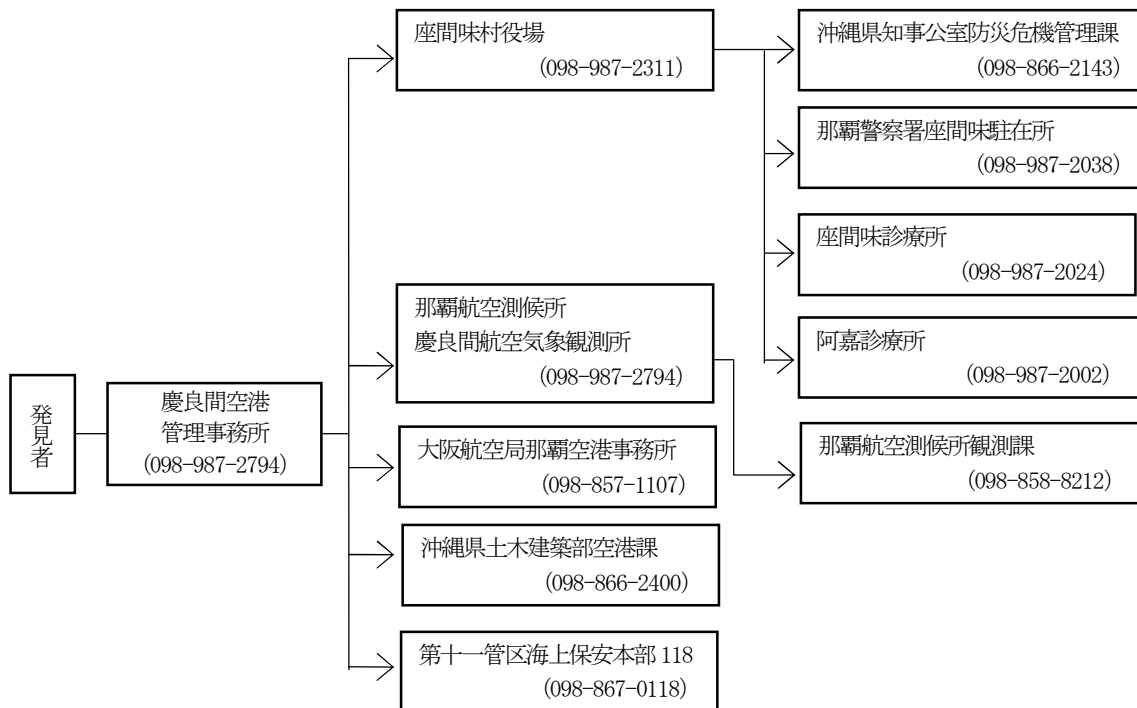 発見者
慶良間空港
管理事務所
(098-987-2794)
座間味村役場
(098-987-2311)
那覇航空測候所
慶良間航空気象観測所
(098-987-2794)
大阪航空局那覇空港事務所
(098-857-1107)
沖縄県土木建築部空港課
(098-866-2400)
第十一管区海上保安本部 118
(098-867-0118)
沖縄県知事公室防災危機管理課
(098-866-2143)
那覇警察署座間味駐在所
(098-987-2038)
座間味診療所
(098-987-2024)
阿嘉診療所
(098-987-2002)
那覇航空測候所観測課
(098-858-8212)